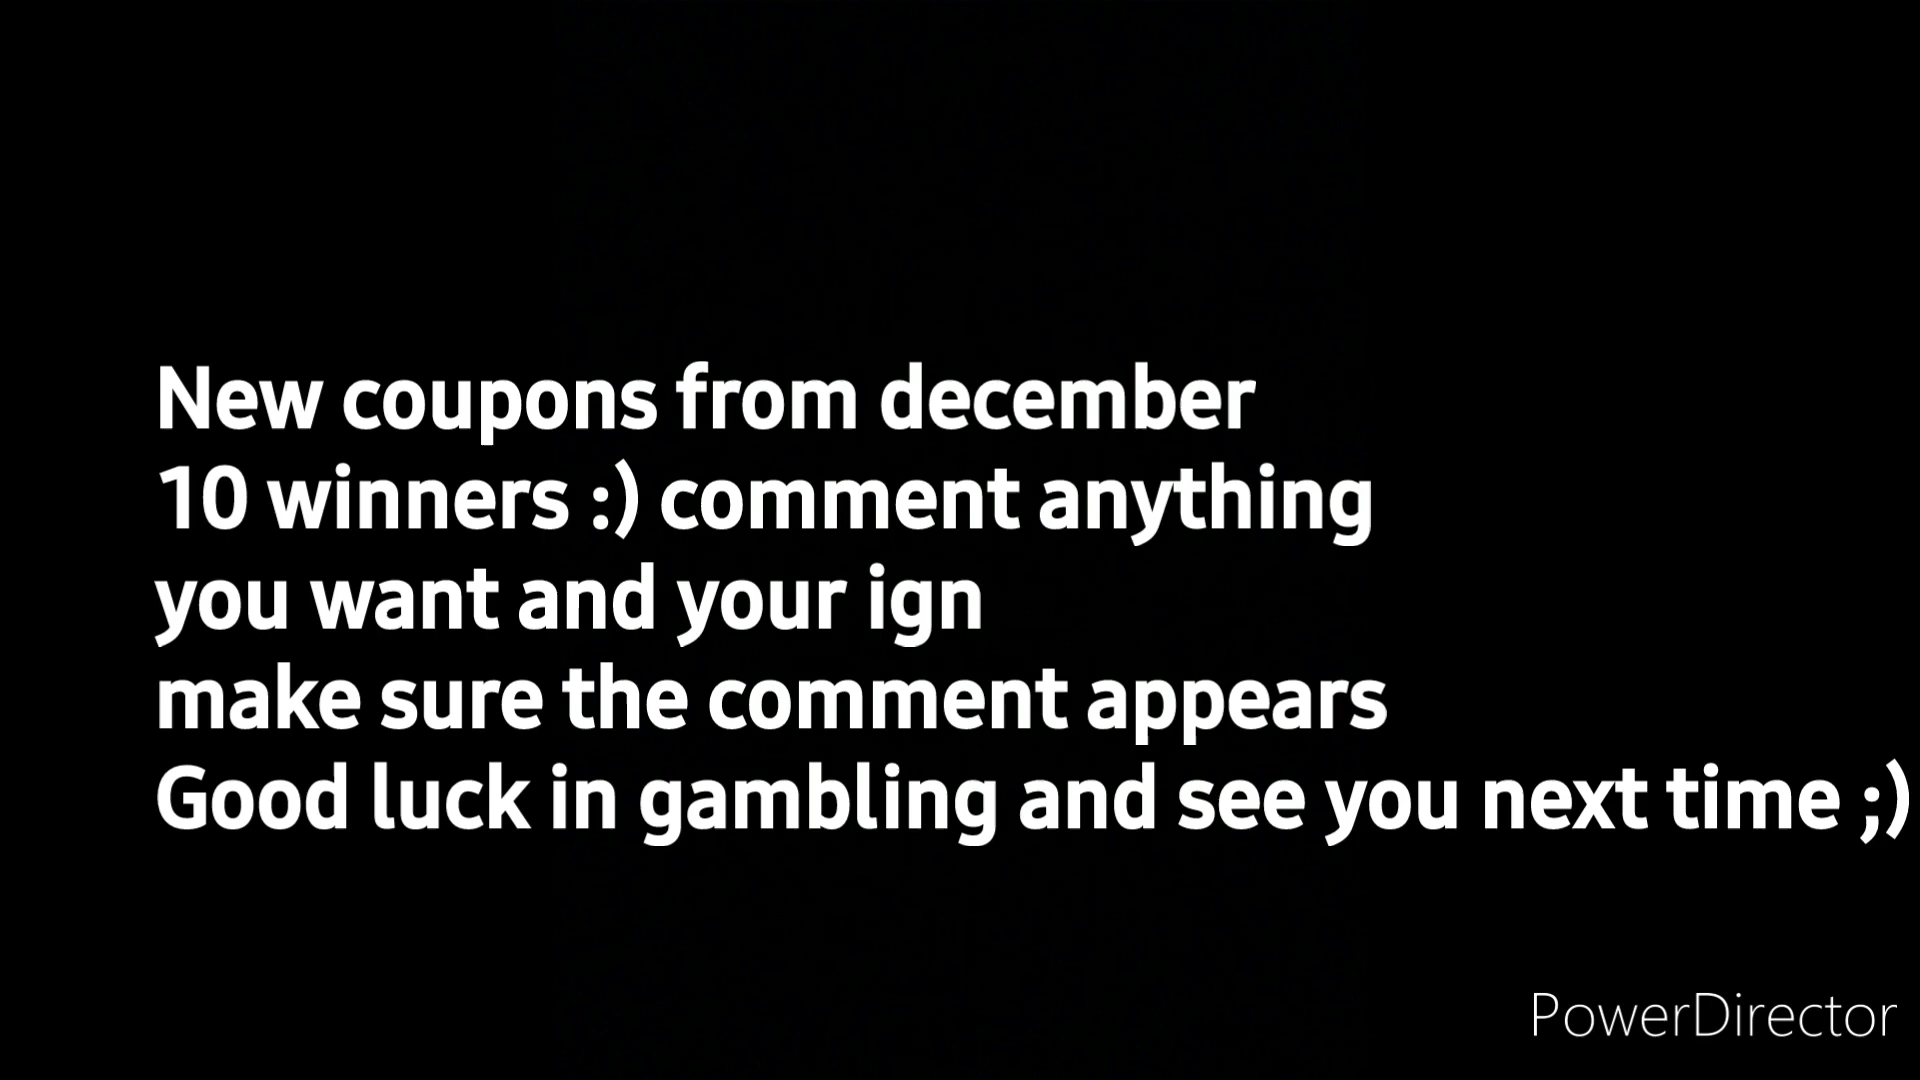 New coupons from december
10 winners :) comment anything
you want and your ign
make sure the comment appears
Good luck in gambling and see you next time ;)
PowerDirector